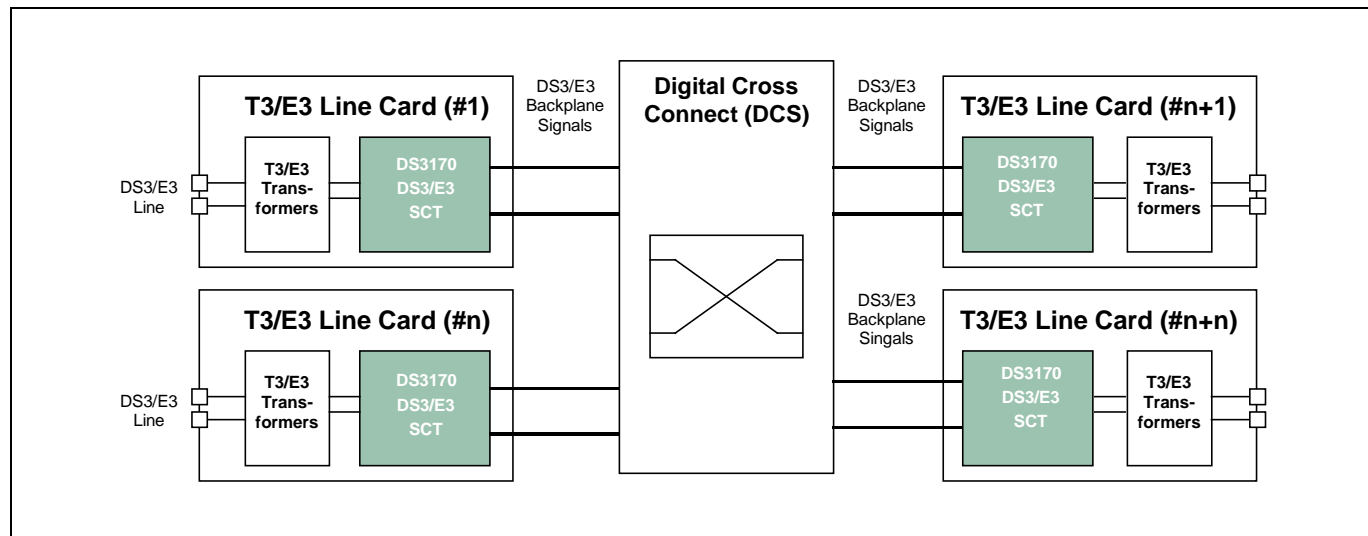 T3/E3 Line Card (#1)
T3/E3
Trans-
formers
DS3170
DS3/E3
SCT
DS3/E3
Line
DS3/E3
Backplane
Signals
Digital Cross
Connect (DCS)
DS3/E3
Backplane
Signals
T3/E3 Line Card (#n+1)
DS3170
DS3/E3
SCT
T3/E3
Trans-
formers
T3/E3 Line Card (#n)
T3/E3
Trans-
formers
DS3170
DS3/E3
SCT
DS3/E3
Line
DS3/E3
Backplane
Singals
T3/E3 Line Card (#n+n)
DS3170
DS3/E3
SCT
T3/E3
Trans-
formers